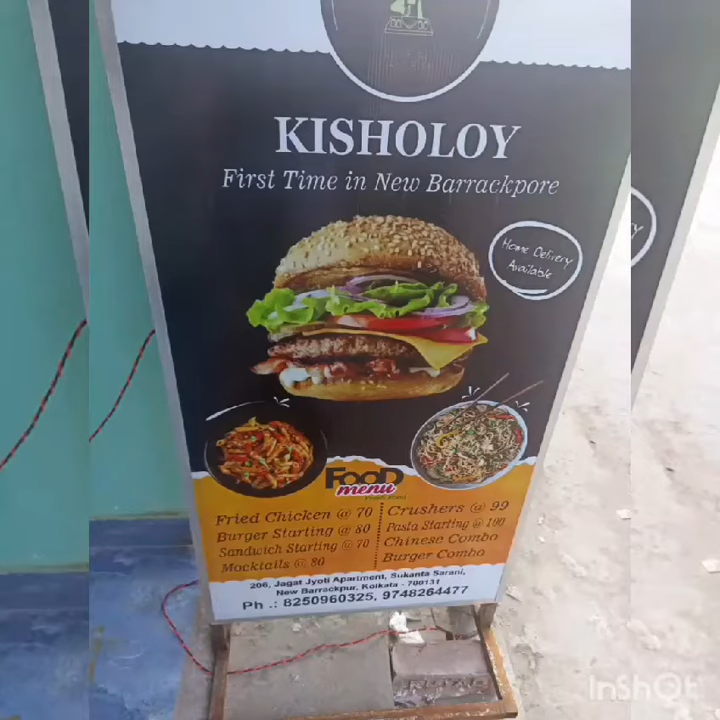 KISHOLOY
First Time in New Barrackpore
Home Delivery
Available
FOOD
menu
Fried Chicken @ 70
Burger Starting @ 80
Sandwich Starting @ 70
Mocktails @ 80
Crushers @ 99
Pasta Starting @ 100
Chinese Combo
Burger Combo
206, Jagat Jyoti Apartment, Sukanta Sarani,
New Barrackpur, Kolkata - 700131
Ph .: 8250960325, 9748264477
InShOt